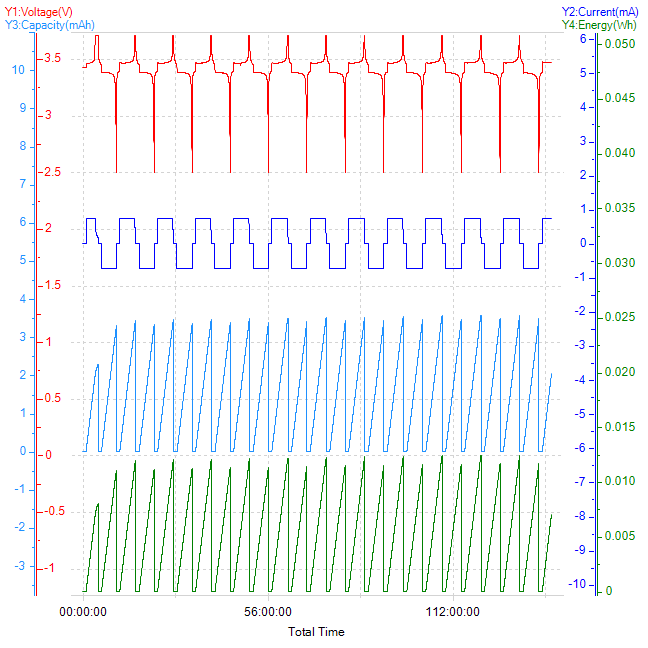 Y1:Voltage(V) Y2:Current(mA)
Y3:Capacity(mAh) Y4:Energy(Wh)
10 3.5 6 0.050
9 3 5 0.045
8 2.5 4 0.040
7 2 3 0.035
6 1.5 2 0.030
5 1 1 0.025
4 0.5 0 0.020
3 0 -1 0.015
2 -0.5 -2 0.010
1 -1 -3 0.005
0 -4 0
-1 -5
-2 -6
-3 -7
-8
-9
-10
00:00:00 56:00:00 112:00:00
Total Time